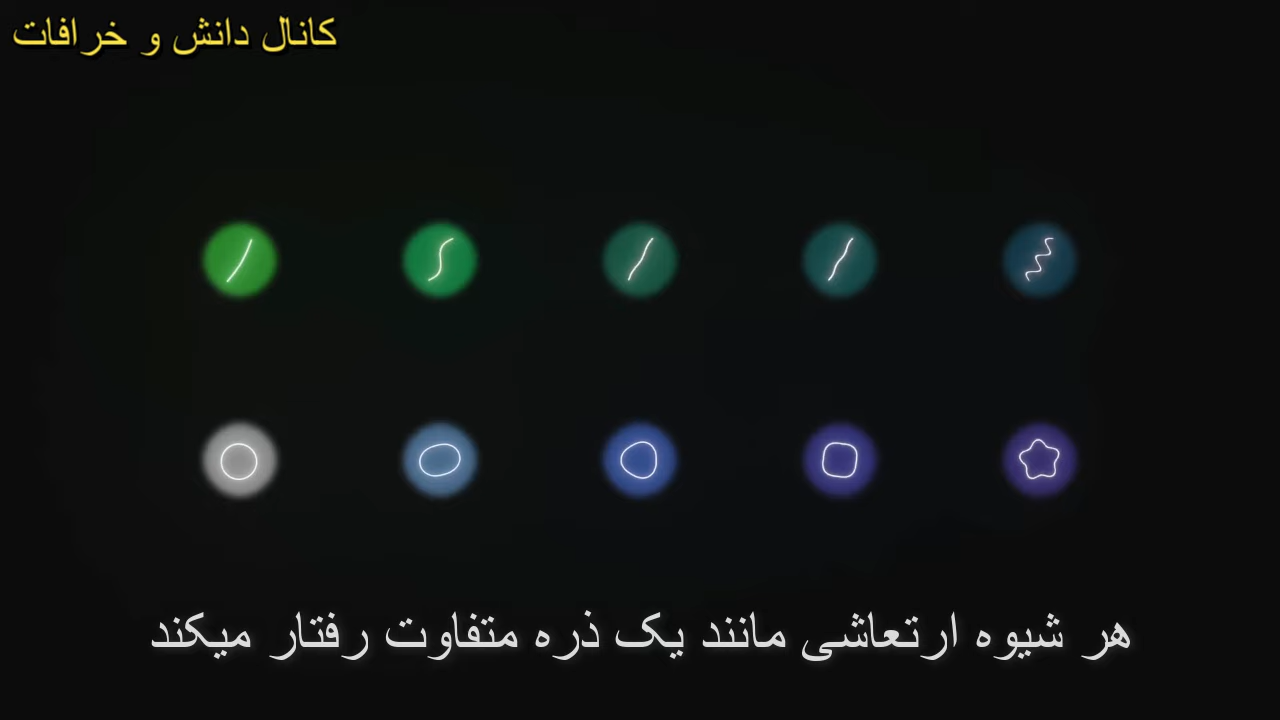 کانال دانش و خرافات
هر شیوه ارتعاشی مانند یک ذره متفاوت رفتار میکند